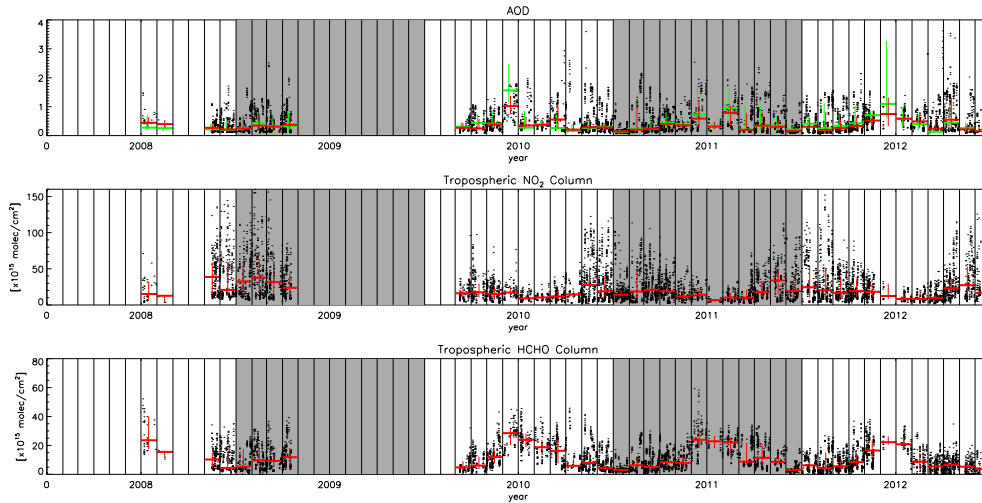 AOD
4
3
2
1
0
0 2008 2009 2010 2011 2012
year
Tropospheric NO2 Column
[x10^15 molec/cm^2]
150
100
50
0
0 2008 2009 2010 2011 2012
year
Tropospheric HCHO Column
[x10^15 molec/cm^2]
80
60
40
20
0
0 2008 2009 2010 2011 2012
year